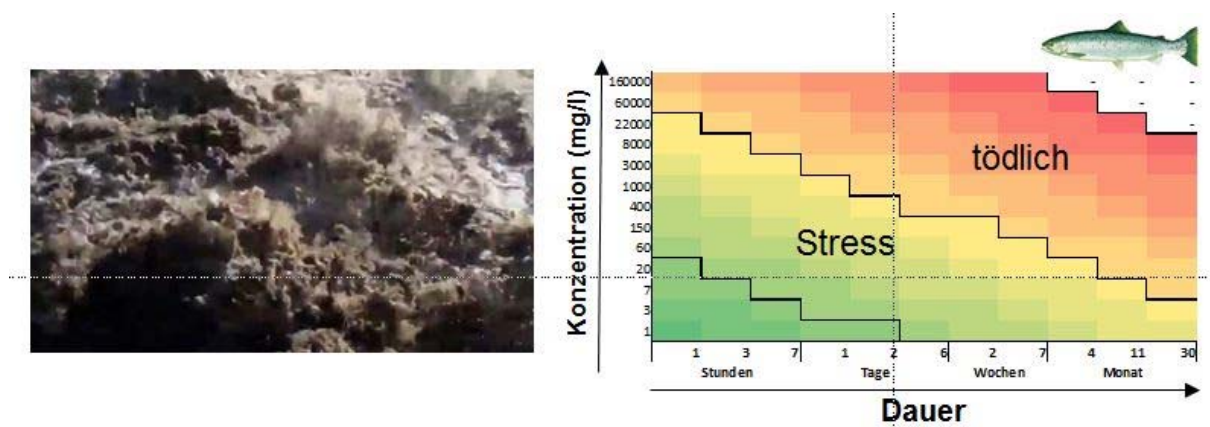 Konzentration (mg/l)
160000
60000
22000
8000
3000
1000
400
150
60
20
7
3
1
- -
- -
-
tödlich
Stress
1 3 7 1 2 6 2 7 4 11 30
Stunden Tage Wochen Monat
Dauer